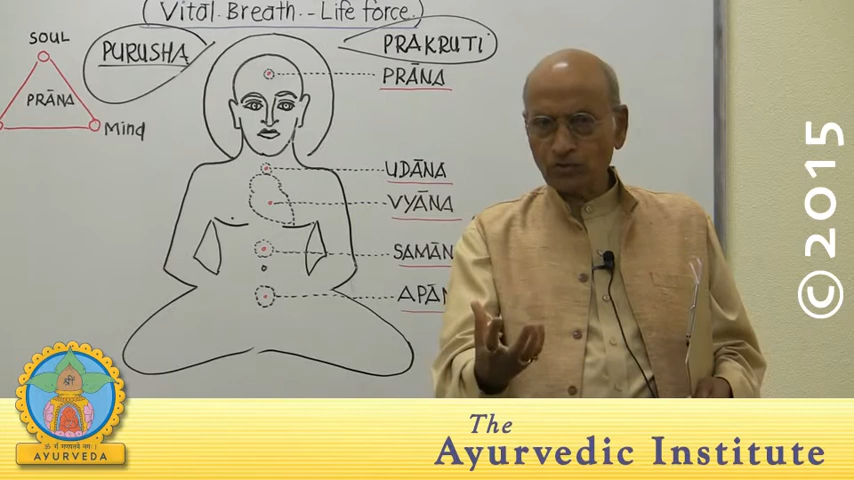 Vital Breath -- Life force
SOUL
PURUSHA
PRAKRUTI
PRĀNA
PRĀNA
Mind
UDĀNA
VYĀNA
SAMĀN
APĀN
©2015
श्रीं
AYURVEDA
The
Ayurvedic Institute